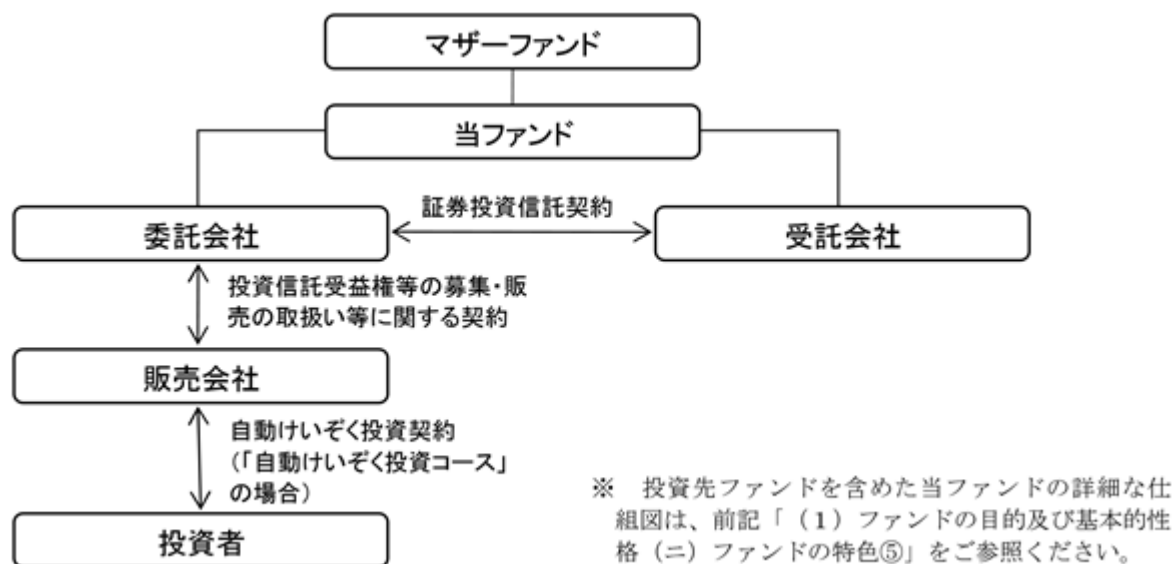 マザーファンド
当ファンド
証券投資信託契約
委託会社
受託会社
投資信託受益権等の募集・販
売の取扱い等に関する契約
販売会社
自動けいぞく投資契約
(「自動けいぞく投資コース」
の場合)
投資者
※ 投資先ファンドを含めた当ファンドの詳細な仕
組図は、前記「(1)ファンドの目的及び基本的性
格(ニ)ファンドの特色⑤」をご参照ください。